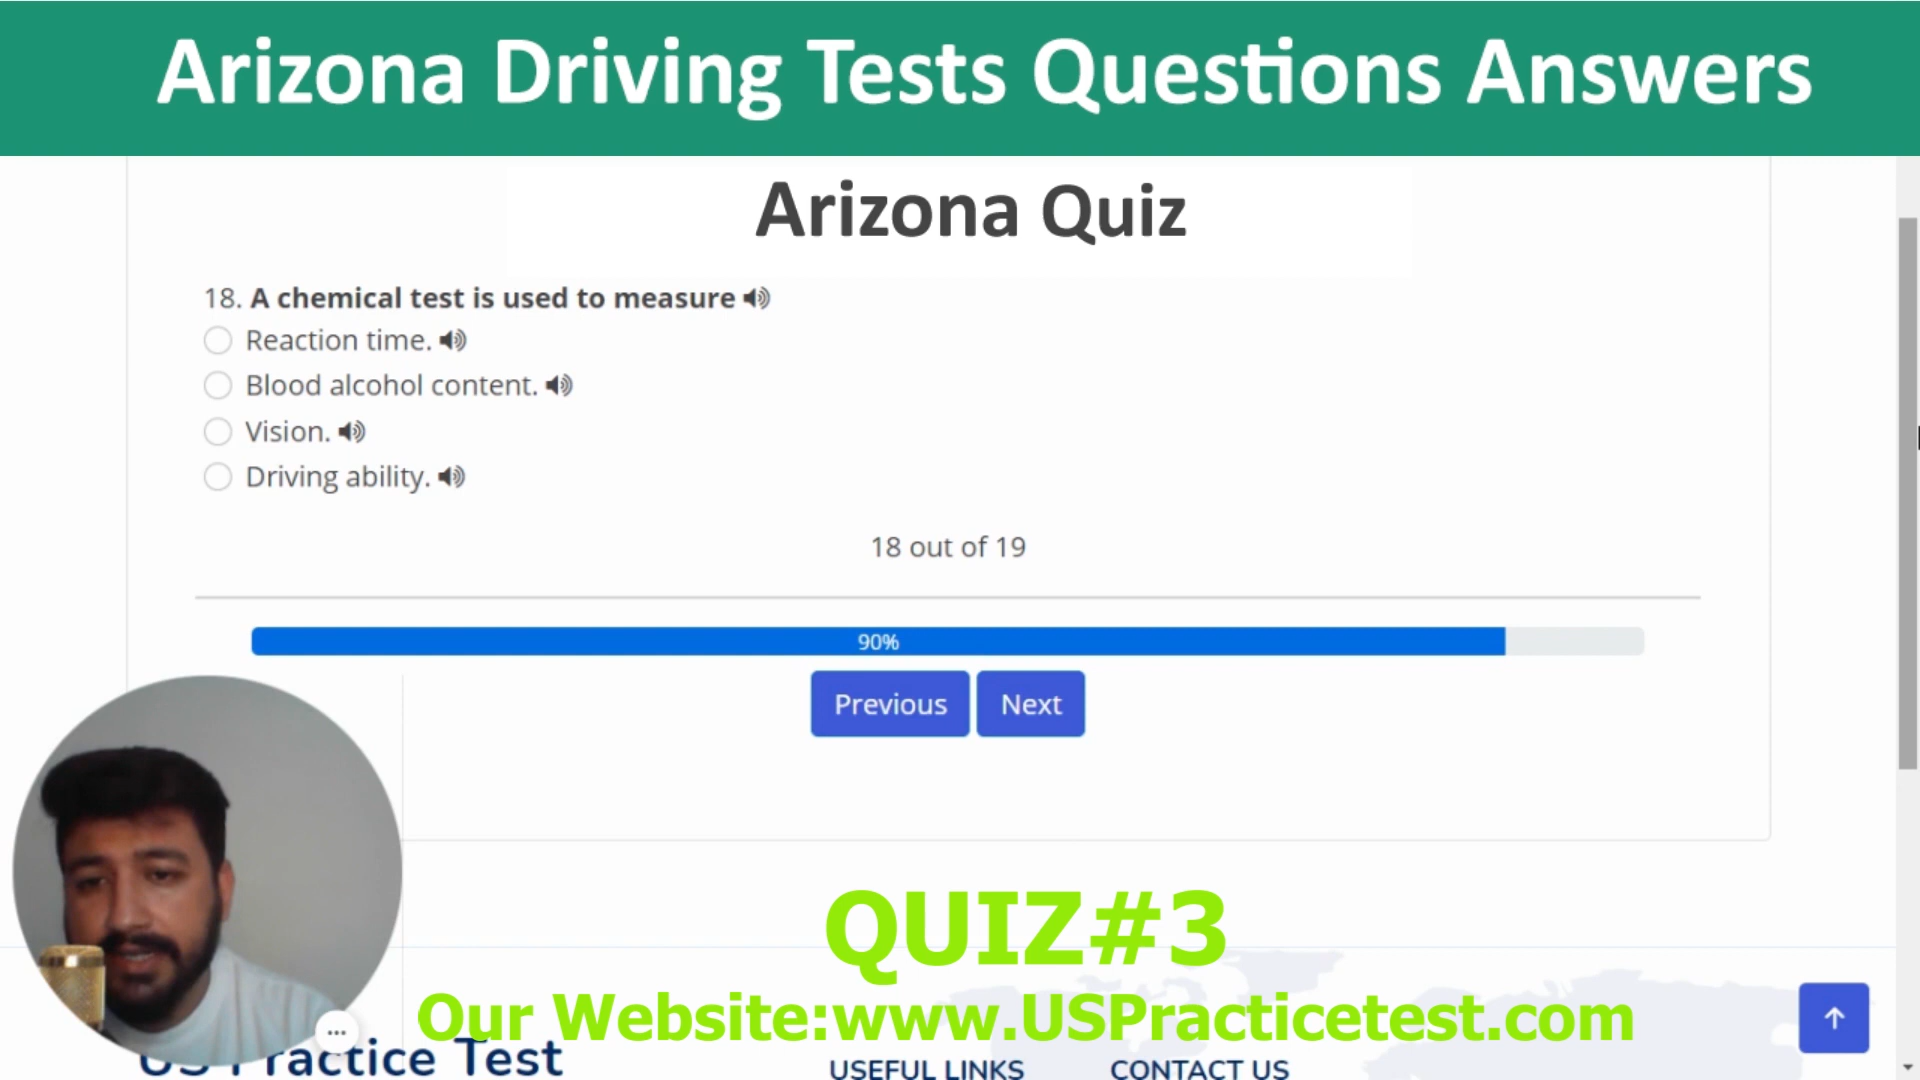 Arizona Driving Tests Questions Answers
Arizona Quiz
18. A chemical test is used to measure
Reaction time.
Blood alcohol content.
Vision.
Driving ability.
18 out of 19
90%
Previous Next
QUIZ#3
Our Website:www.USPracticetest.com
US Practice Test
USEFUL LINKS
CONTACT US